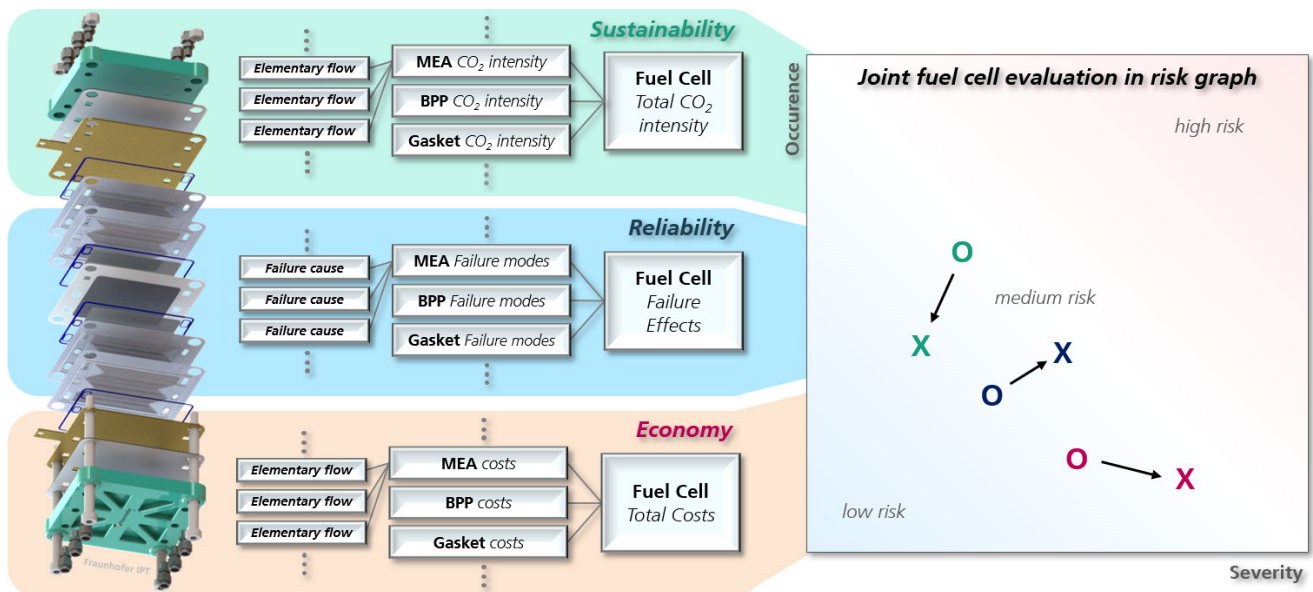 Sustainability
Elementary flow
Elementary flow
Elementary flow
MEA CO₂ intensity
BPP CO₂ intensity
Gasket CO₂ intensity
Fuel Cell
Total CO₂
intensity
Reliability
Failure cause
Failure cause
Failure cause
MEA Failure modes
BPP Failure modes
Gasket Failure modes
Fuel Cell
Failure
Effects
Economy
Elementary flow
Elementary flow
Elementary flow
MEA costs
BPP costs
Gasket costs
Fuel Cell
Total Costs
Fraunhofer IPT
Occurence
Joint fuel cell evaluation in risk graph
high risk
O
medium risk
X
X
O
O
X
low risk
Severity